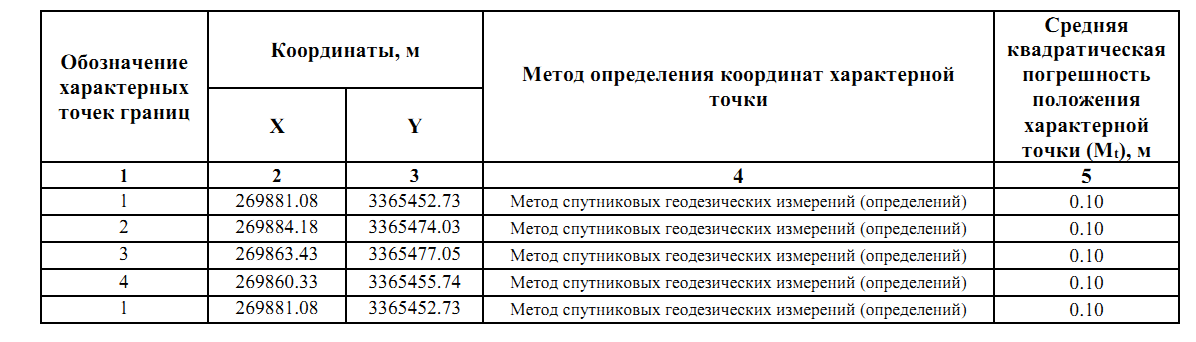 Обозначение
характерных
точек границ
Координаты, м
X
Y
Метод определения координат характерной
точки
Средняя
квадратическая
погрешность
положения
характерной
точки (Mt), м
1 2 3 4 5
1 269881.08 3365452.73 Метод спутниковых геодезических измерений (определений) 0.10
2 269884.18 3365474.03 Метод спутниковых геодезических измерений (определений) 0.10
3 269863.43 3365477.05 Метод спутниковых геодезических измерений (определений) 0.10
4 269860.33 3365455.74 Метод спутниковых геодезических измерений (определений) 0.10
1 269881.08 3365452.73 Метод спутниковых геодезических измерений (определений) 0.10